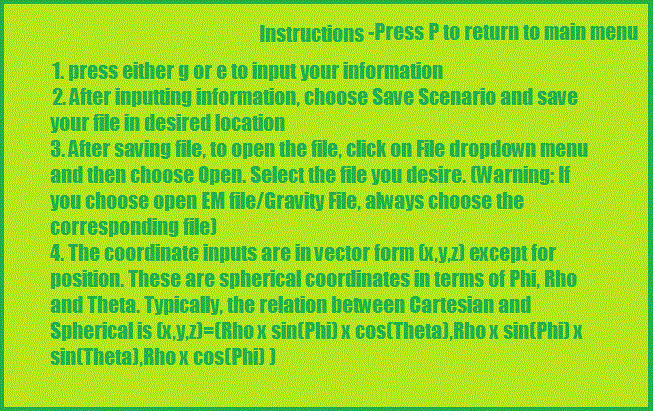 Instructions -Press P to return to main menu
1. press either g or e to input your information
2. After inputting information, choose Save Scenario and save
your file in desired location
3. After saving file, to open the file, click on File dropdown menu
and then choose Open. Select the file you desire. (Warning: If
you choose open EM file/Gravity File, always choose the
corresponding file)
4. The coordinate inputs are in vector form (x,y,z) except for
position. These are spherical coordinates in terms of Phi, Rho
and Theta. Typically, the relation between Cartesian and
Spherical is (x,y,z)=(Rho x sin(Phi) x cos(Theta),Rho x sin(Phi) x
sin(Theta),Rho x cos(Phi) )